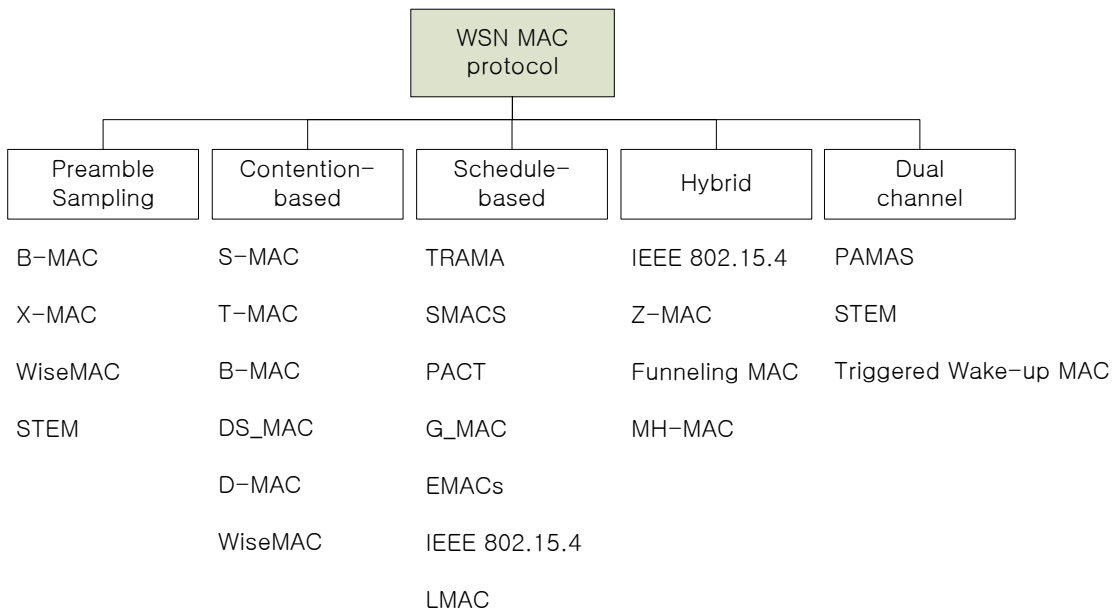 WSN MAC
protocol
Preamble
Sampling
Contention-
based
Schedule-
based
Hybrid
Dual
channel
B-MAC
X-MAC
WiseMAC
STEM
S-MAC
T-MAC
B-MAC
DS_MAC
D-MAC
WiseMAC
TRAMA
SMACS
PACT
G_MAC
EMACs
IEEE 802.15.4
LMAC
IEEE 802.15.4
Z-MAC
Funneling MAC
MH-MAC
PAMAS
STEM
Triggered Wake-up MAC